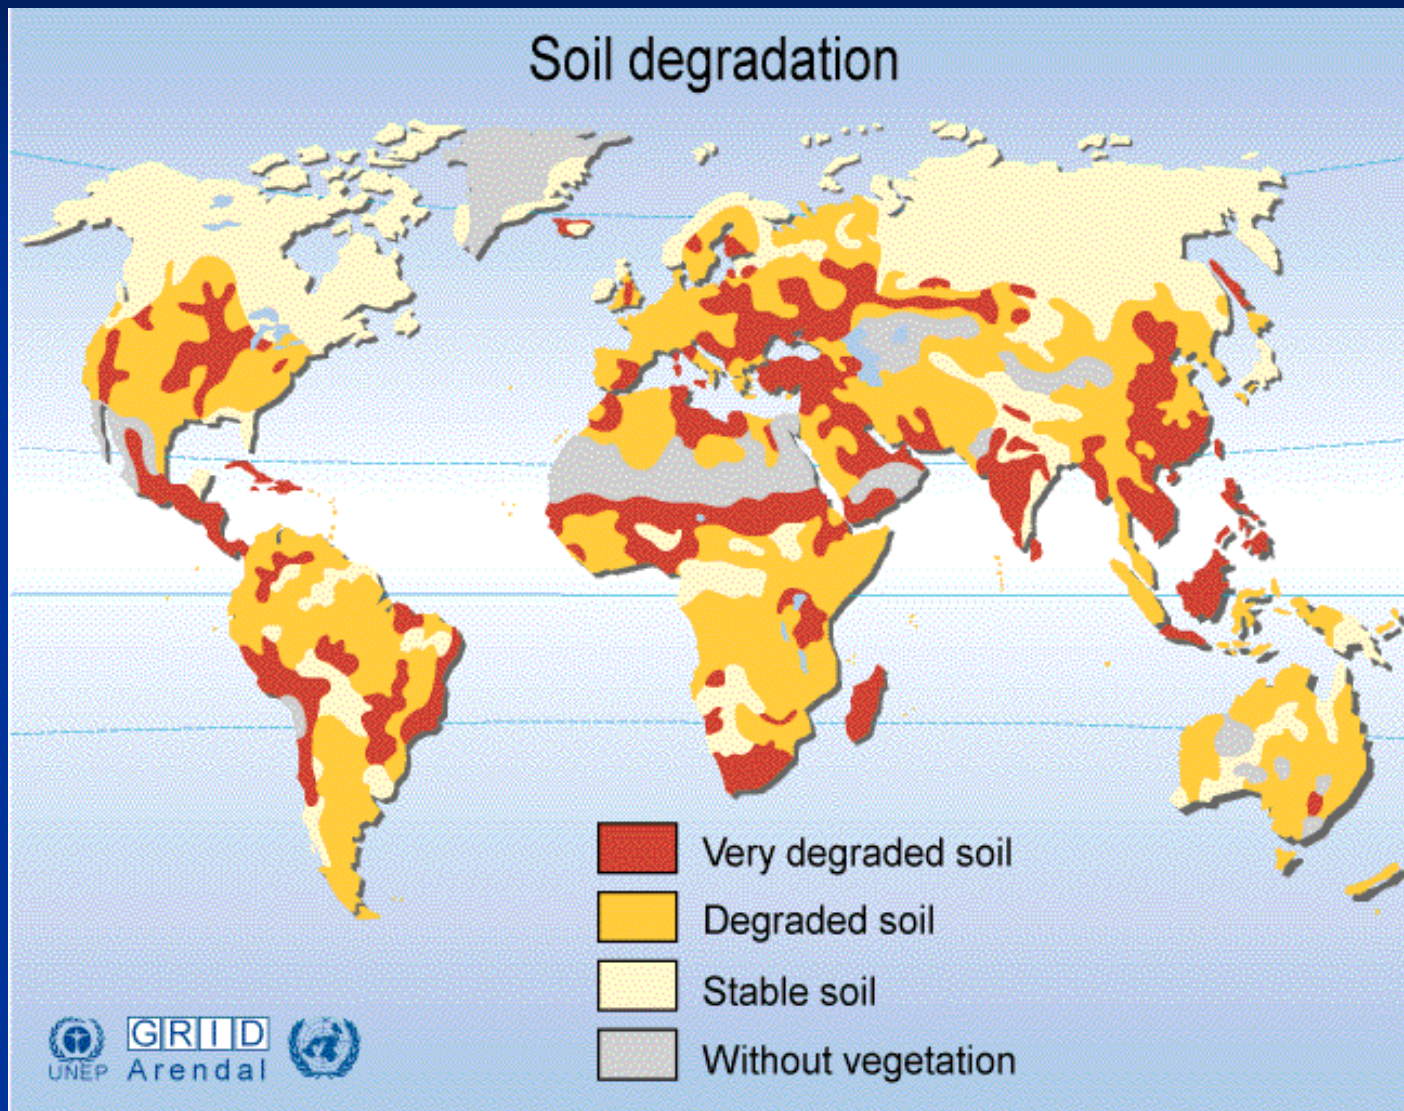 Soil degradation
Very degraded soil
Degraded soil
Stable soil
Without vegetation
UNEP
GRID
Arendal